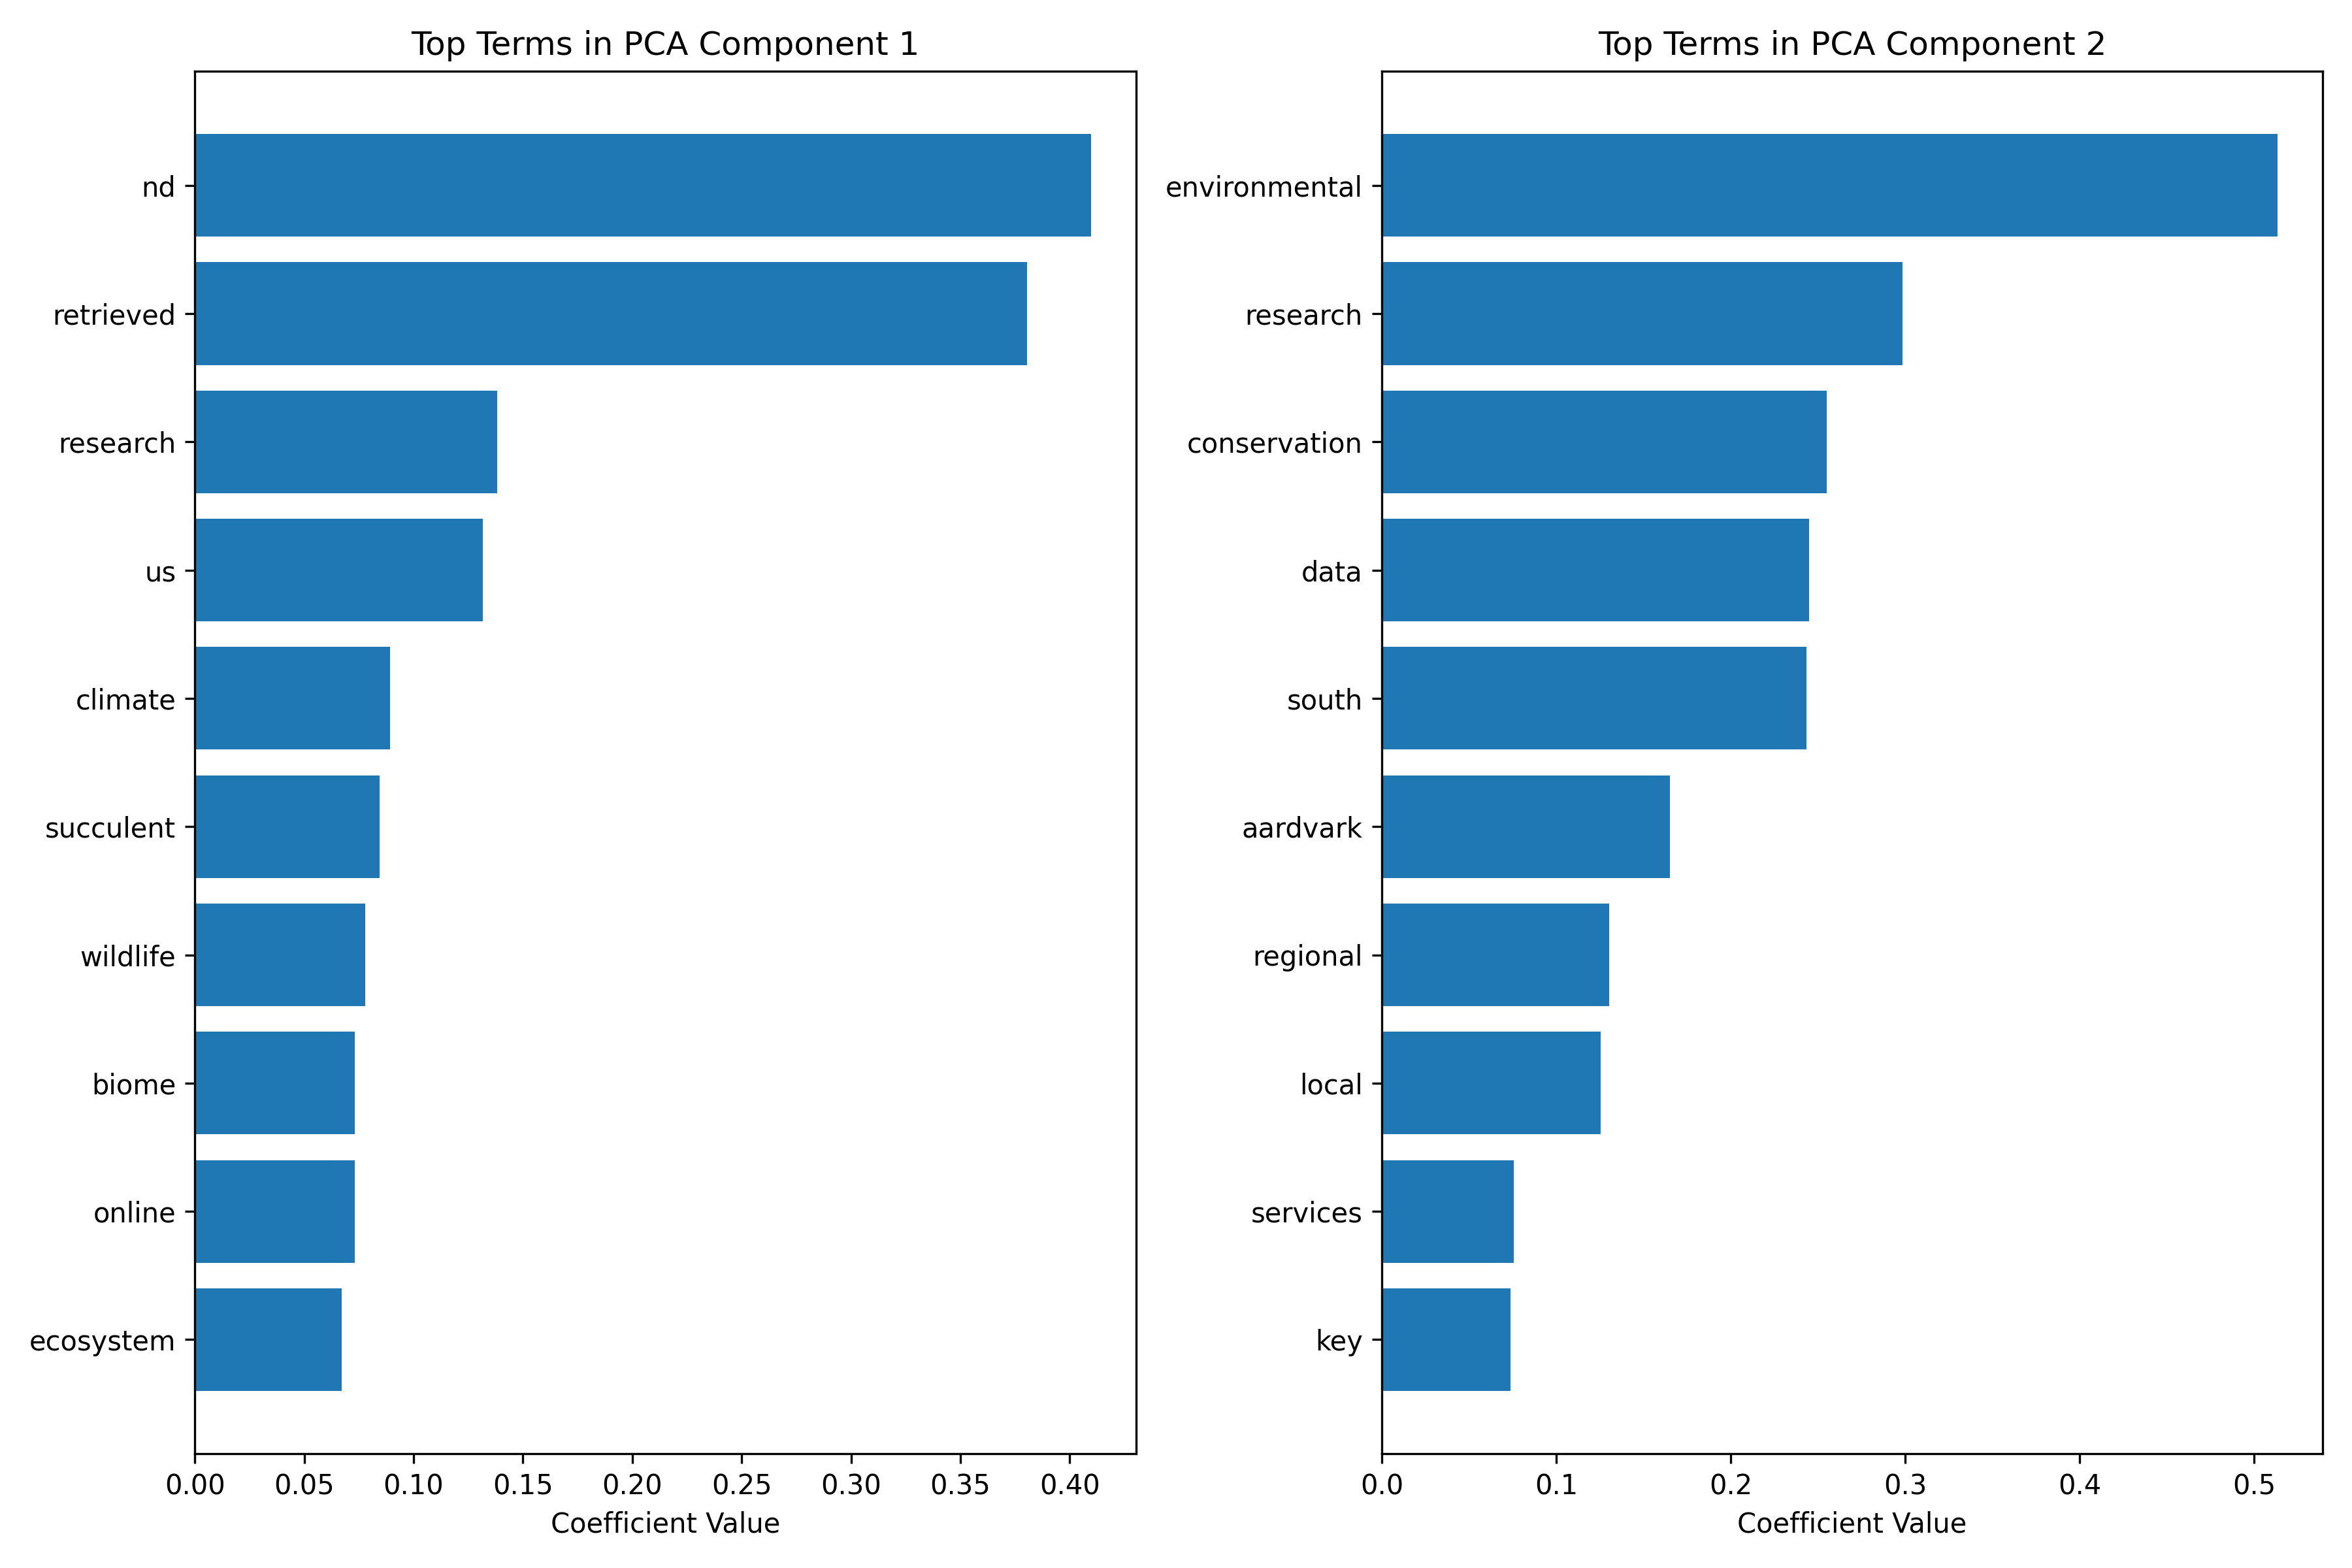 Top Terms in PCA Component 1
nd
retrieved
research
us
climate
succulent
wildlife
biome
online
ecosystem
0.00 0.05 0.10 0.15 0.20 0.25 0.30 0.35 0.40
Coefficient Value
Top Terms in PCA Component 2
environmental
research
conservation
data
south
aardvark
regional
local
services
key
0.0 0.1 0.2 0.3 0.4 0.5
Coefficient Value